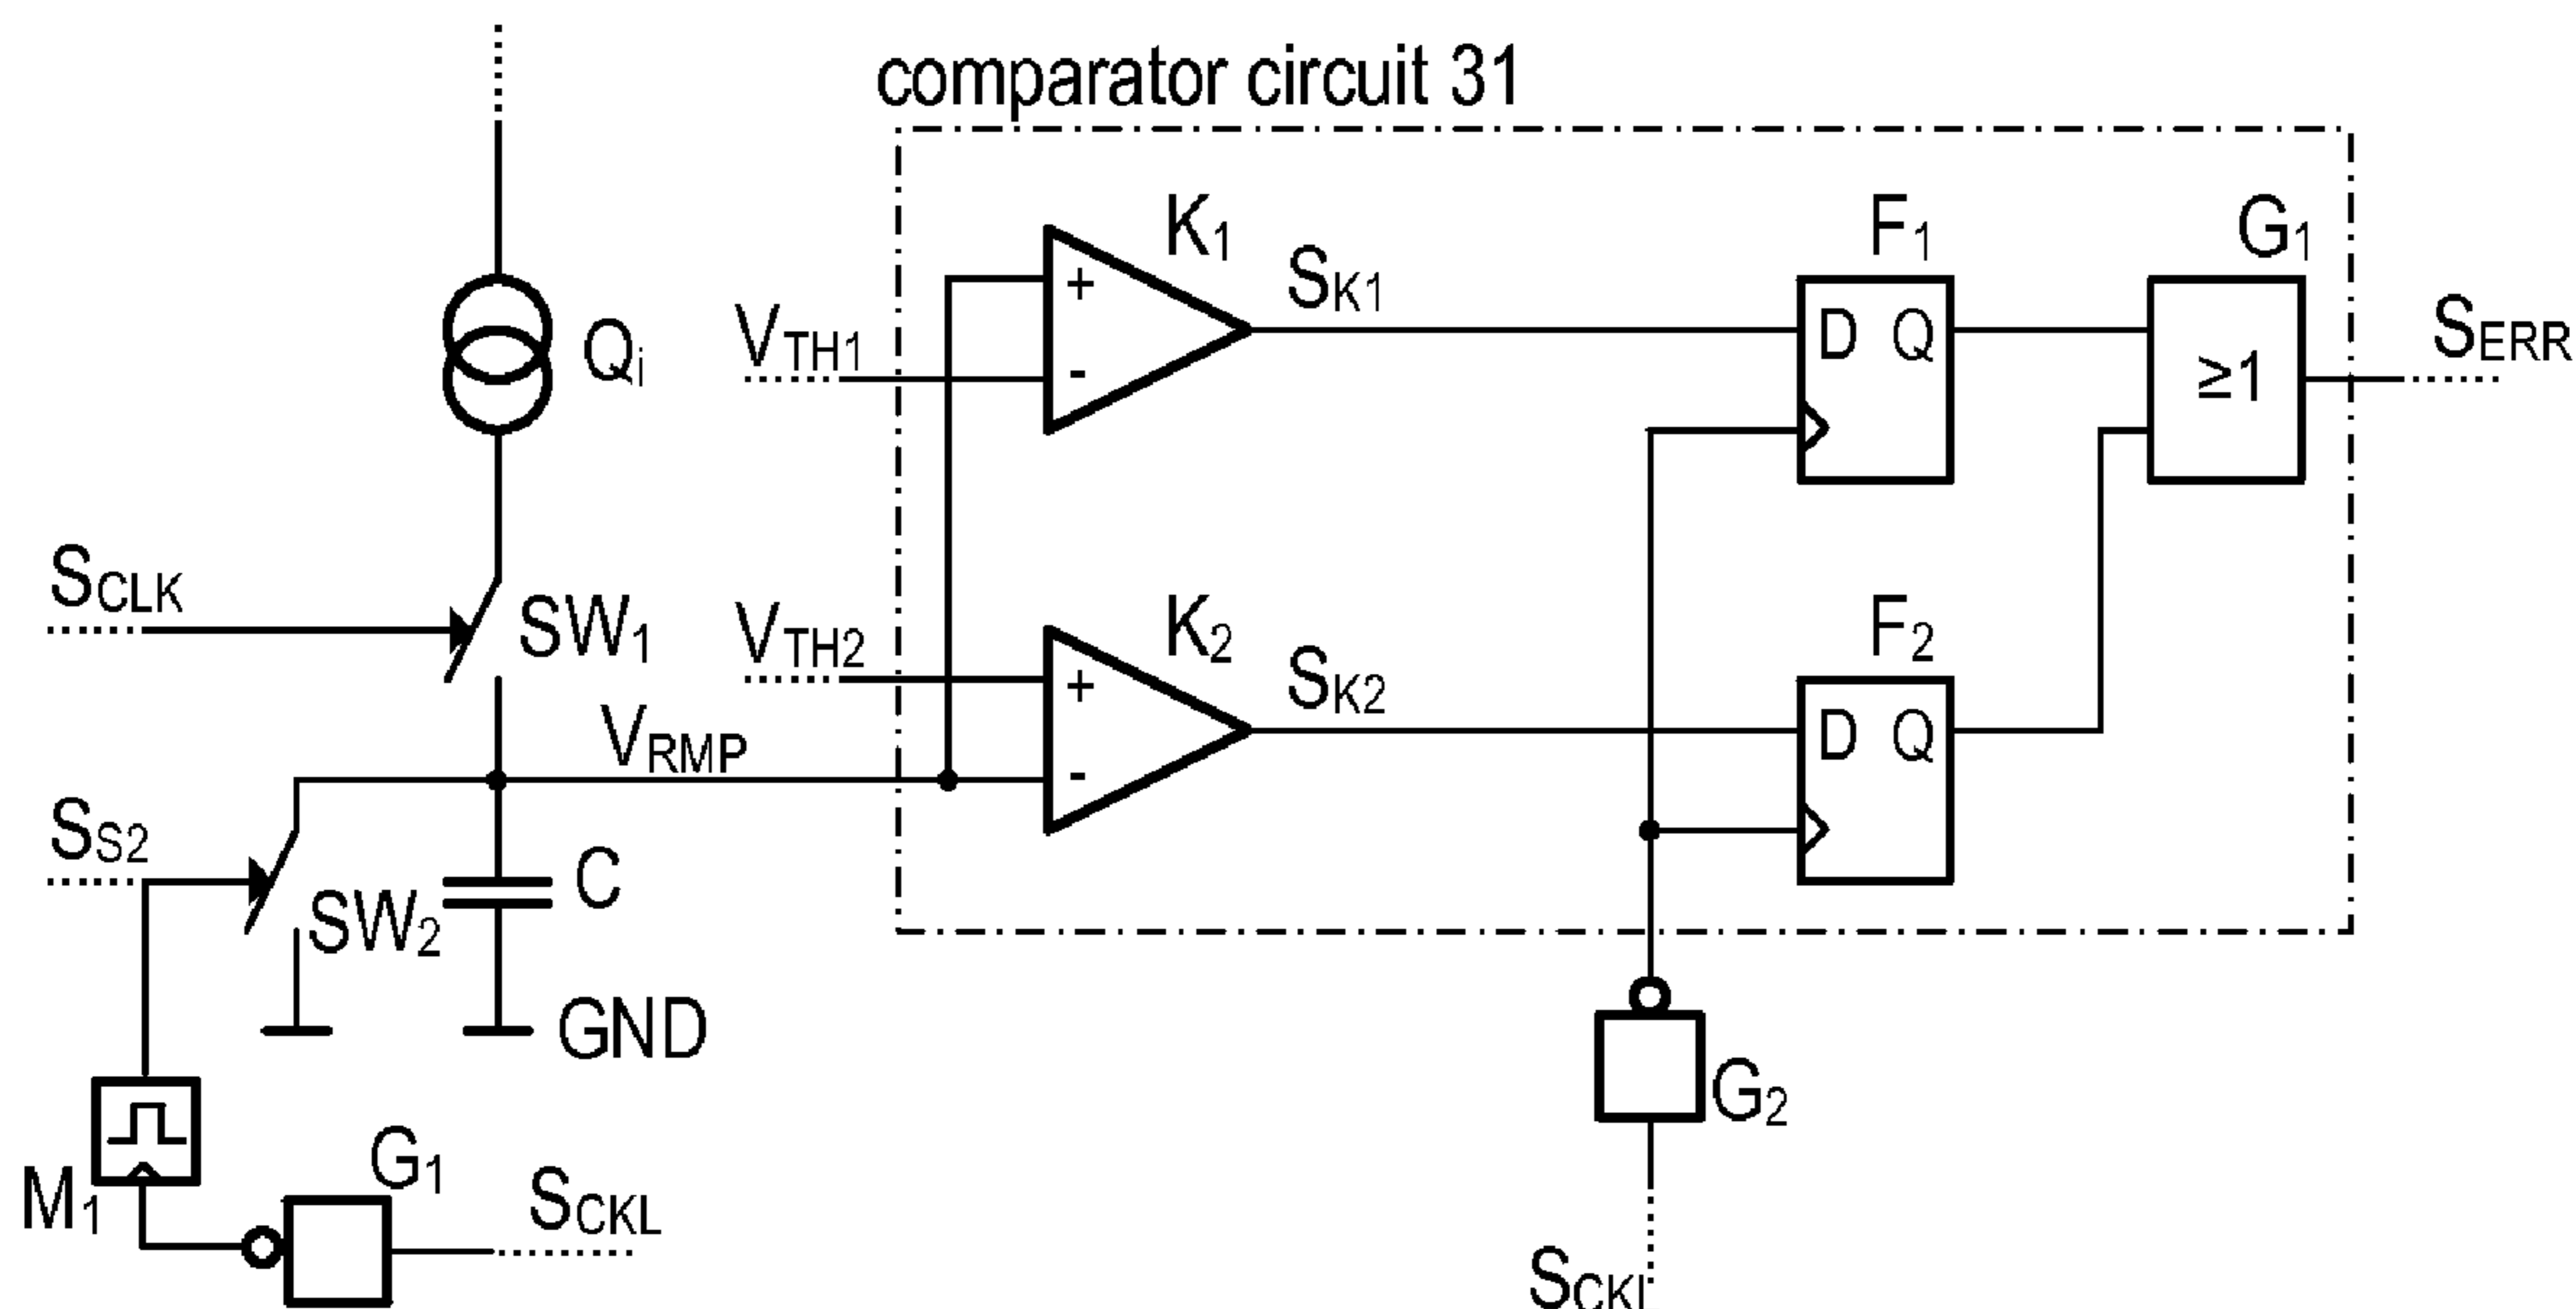 comparator circuit 31
K1
F1
G1
SK1
VTH1
+
-
D Q
≥1
SERR
Qi
SCLK
SW1
VTH2
K2
F2
SK2
+
-
D Q
VRMP
SS2
SW2
C
GND
G2
M1
G1
SCKL
SCKL